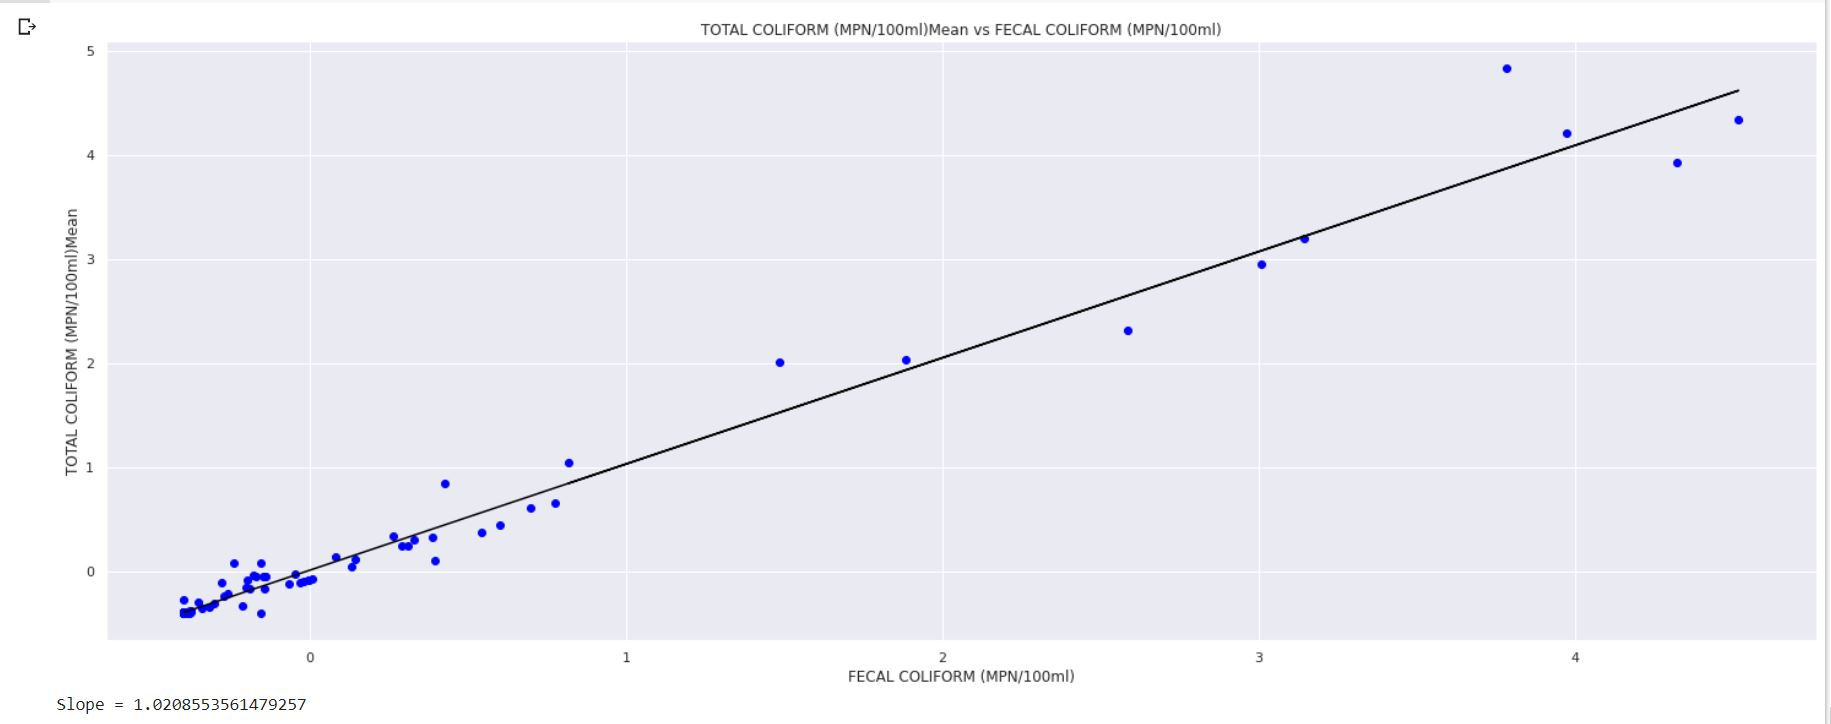 TOTAL COLIFORM (MPN/100ml)Mean vs FECAL COLIFORM (MPN/100ml)
TOTAL COLIFORM (MPN/100ml)Mean
5
4
3
2
1
0
0 1 2 3 4
FECAL COLIFORM (MPN/100ml)
Slope = 1.0208553561479257